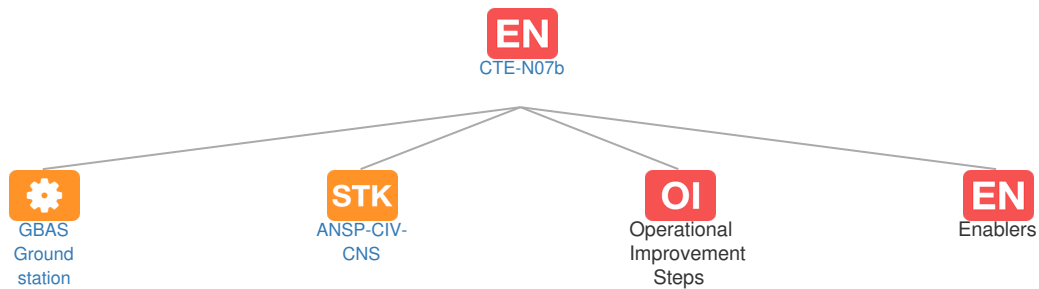 EN
CTE-N07b
GBAS
Ground
station
STK
ANSP-CIV-
CNS
OI
Operational
Improvement
Steps
EN
Enablers